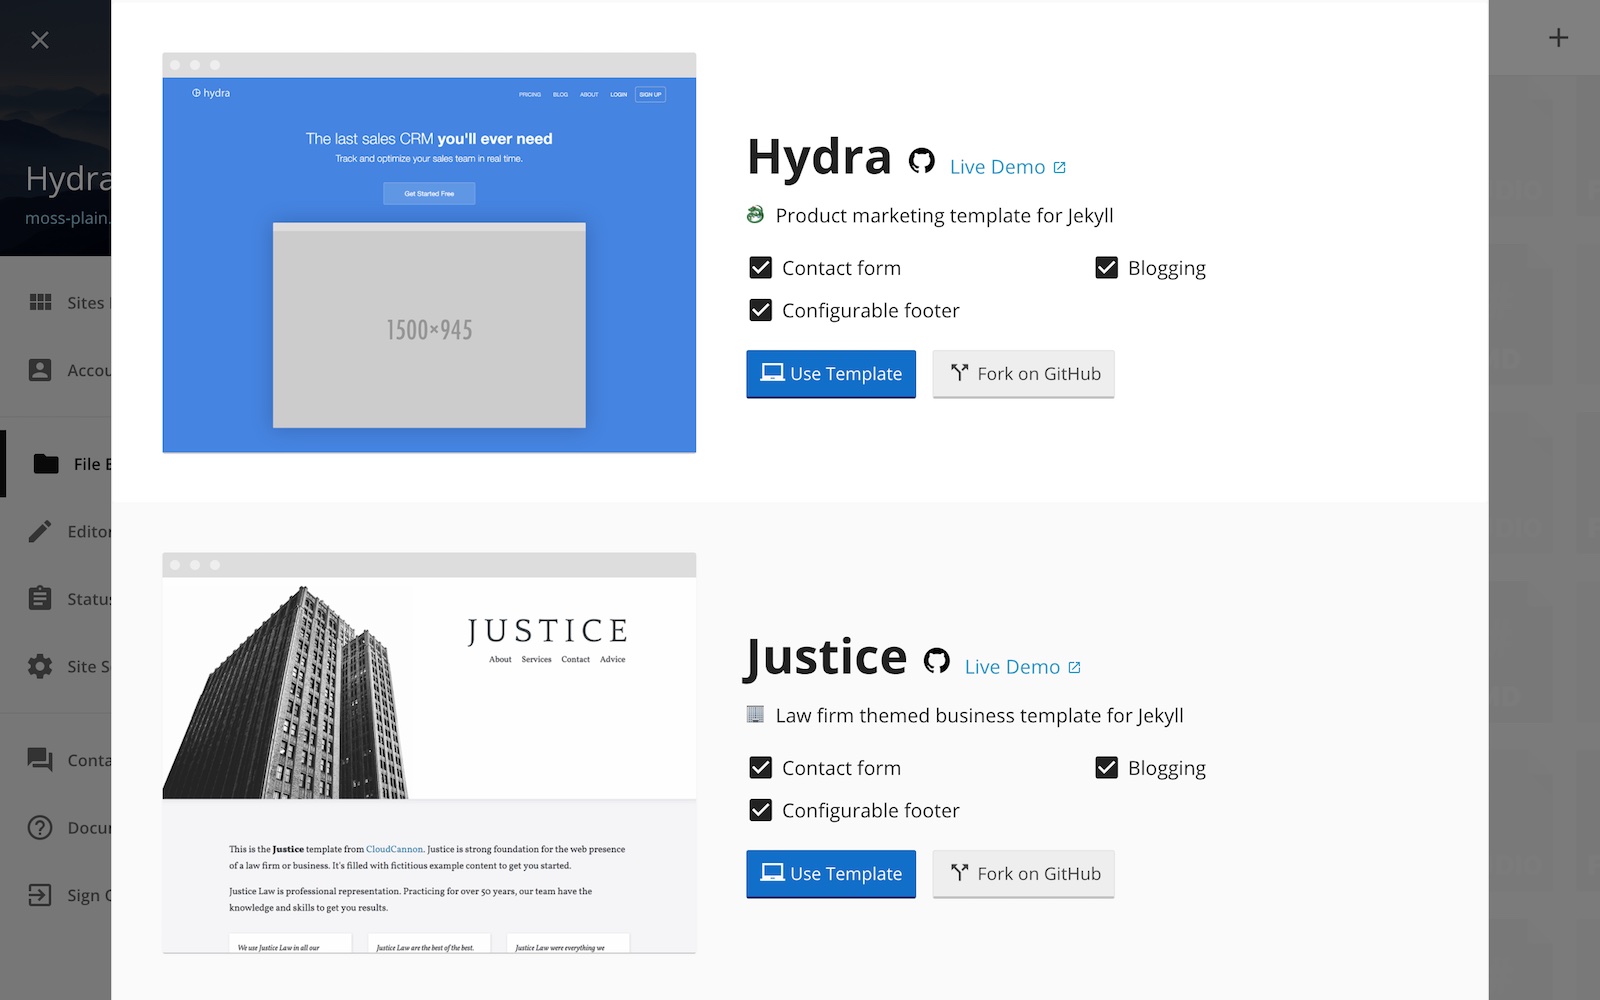 Hydra
moss-plain.
Sites
Accou
File E
Editor
Status
Site S
Conta
Docu
Sign O
hydra
PRICING BLOG ABOUT LOGIN SIGN UP
The last sales CRM you'll ever need
Track and optimize your sales team in real time.
Get Started Free
1500×945
Hydra Live Demo
Product marketing template for Jekyll
Contact form Blogging
Configurable footer
Use Template Fork on GitHub
JUSTICE
About Services Contact Advice
This is the Justice template from CloudCannon. Justice is strong foundation for the web presence
of a law firm or business. It's filled with fictitious example content to get you started.
Justice Law is professional representation. Practicing for over 50 years, our team have the
knowledge and skills to get you results.
We use Justice Law in all our
Justice Law are the best of the best.
Justice Law were everything we
Justice Live Demo
Law firm themed business template for Jekyll
Contact form Blogging
Configurable footer
Use Template Fork on GitHub